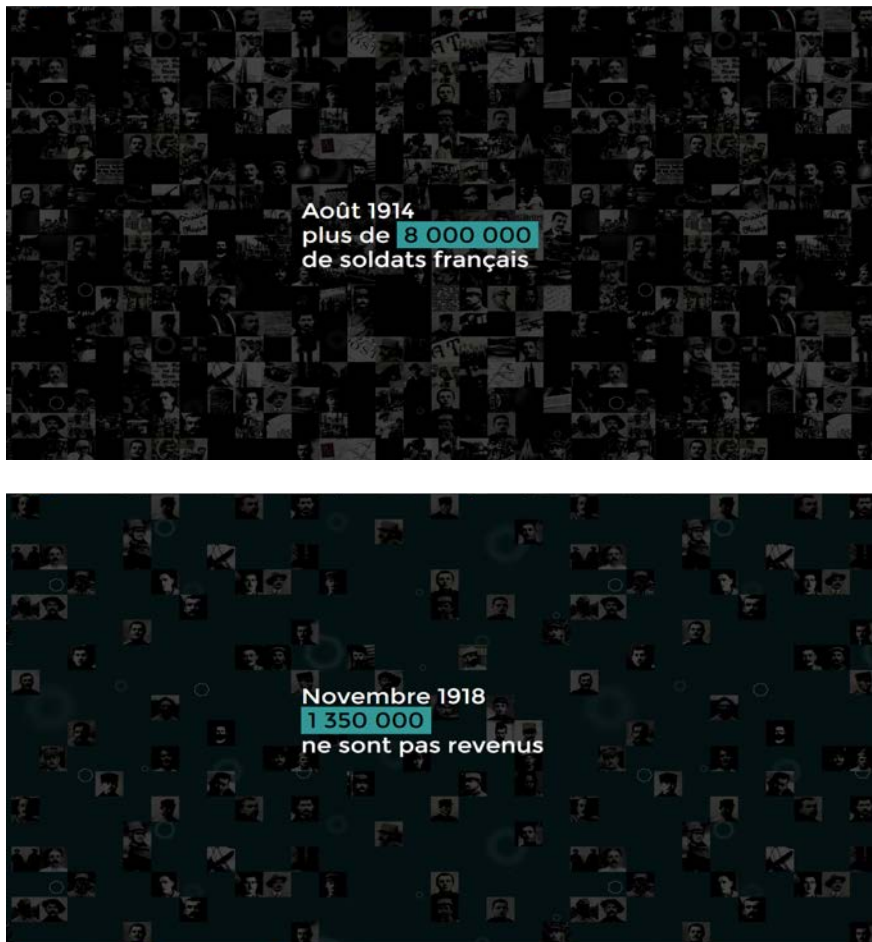 Août 1914
plus de 8 000 000
de soldats français
Novembre 1918
1 350 000
ne sont pas revenus